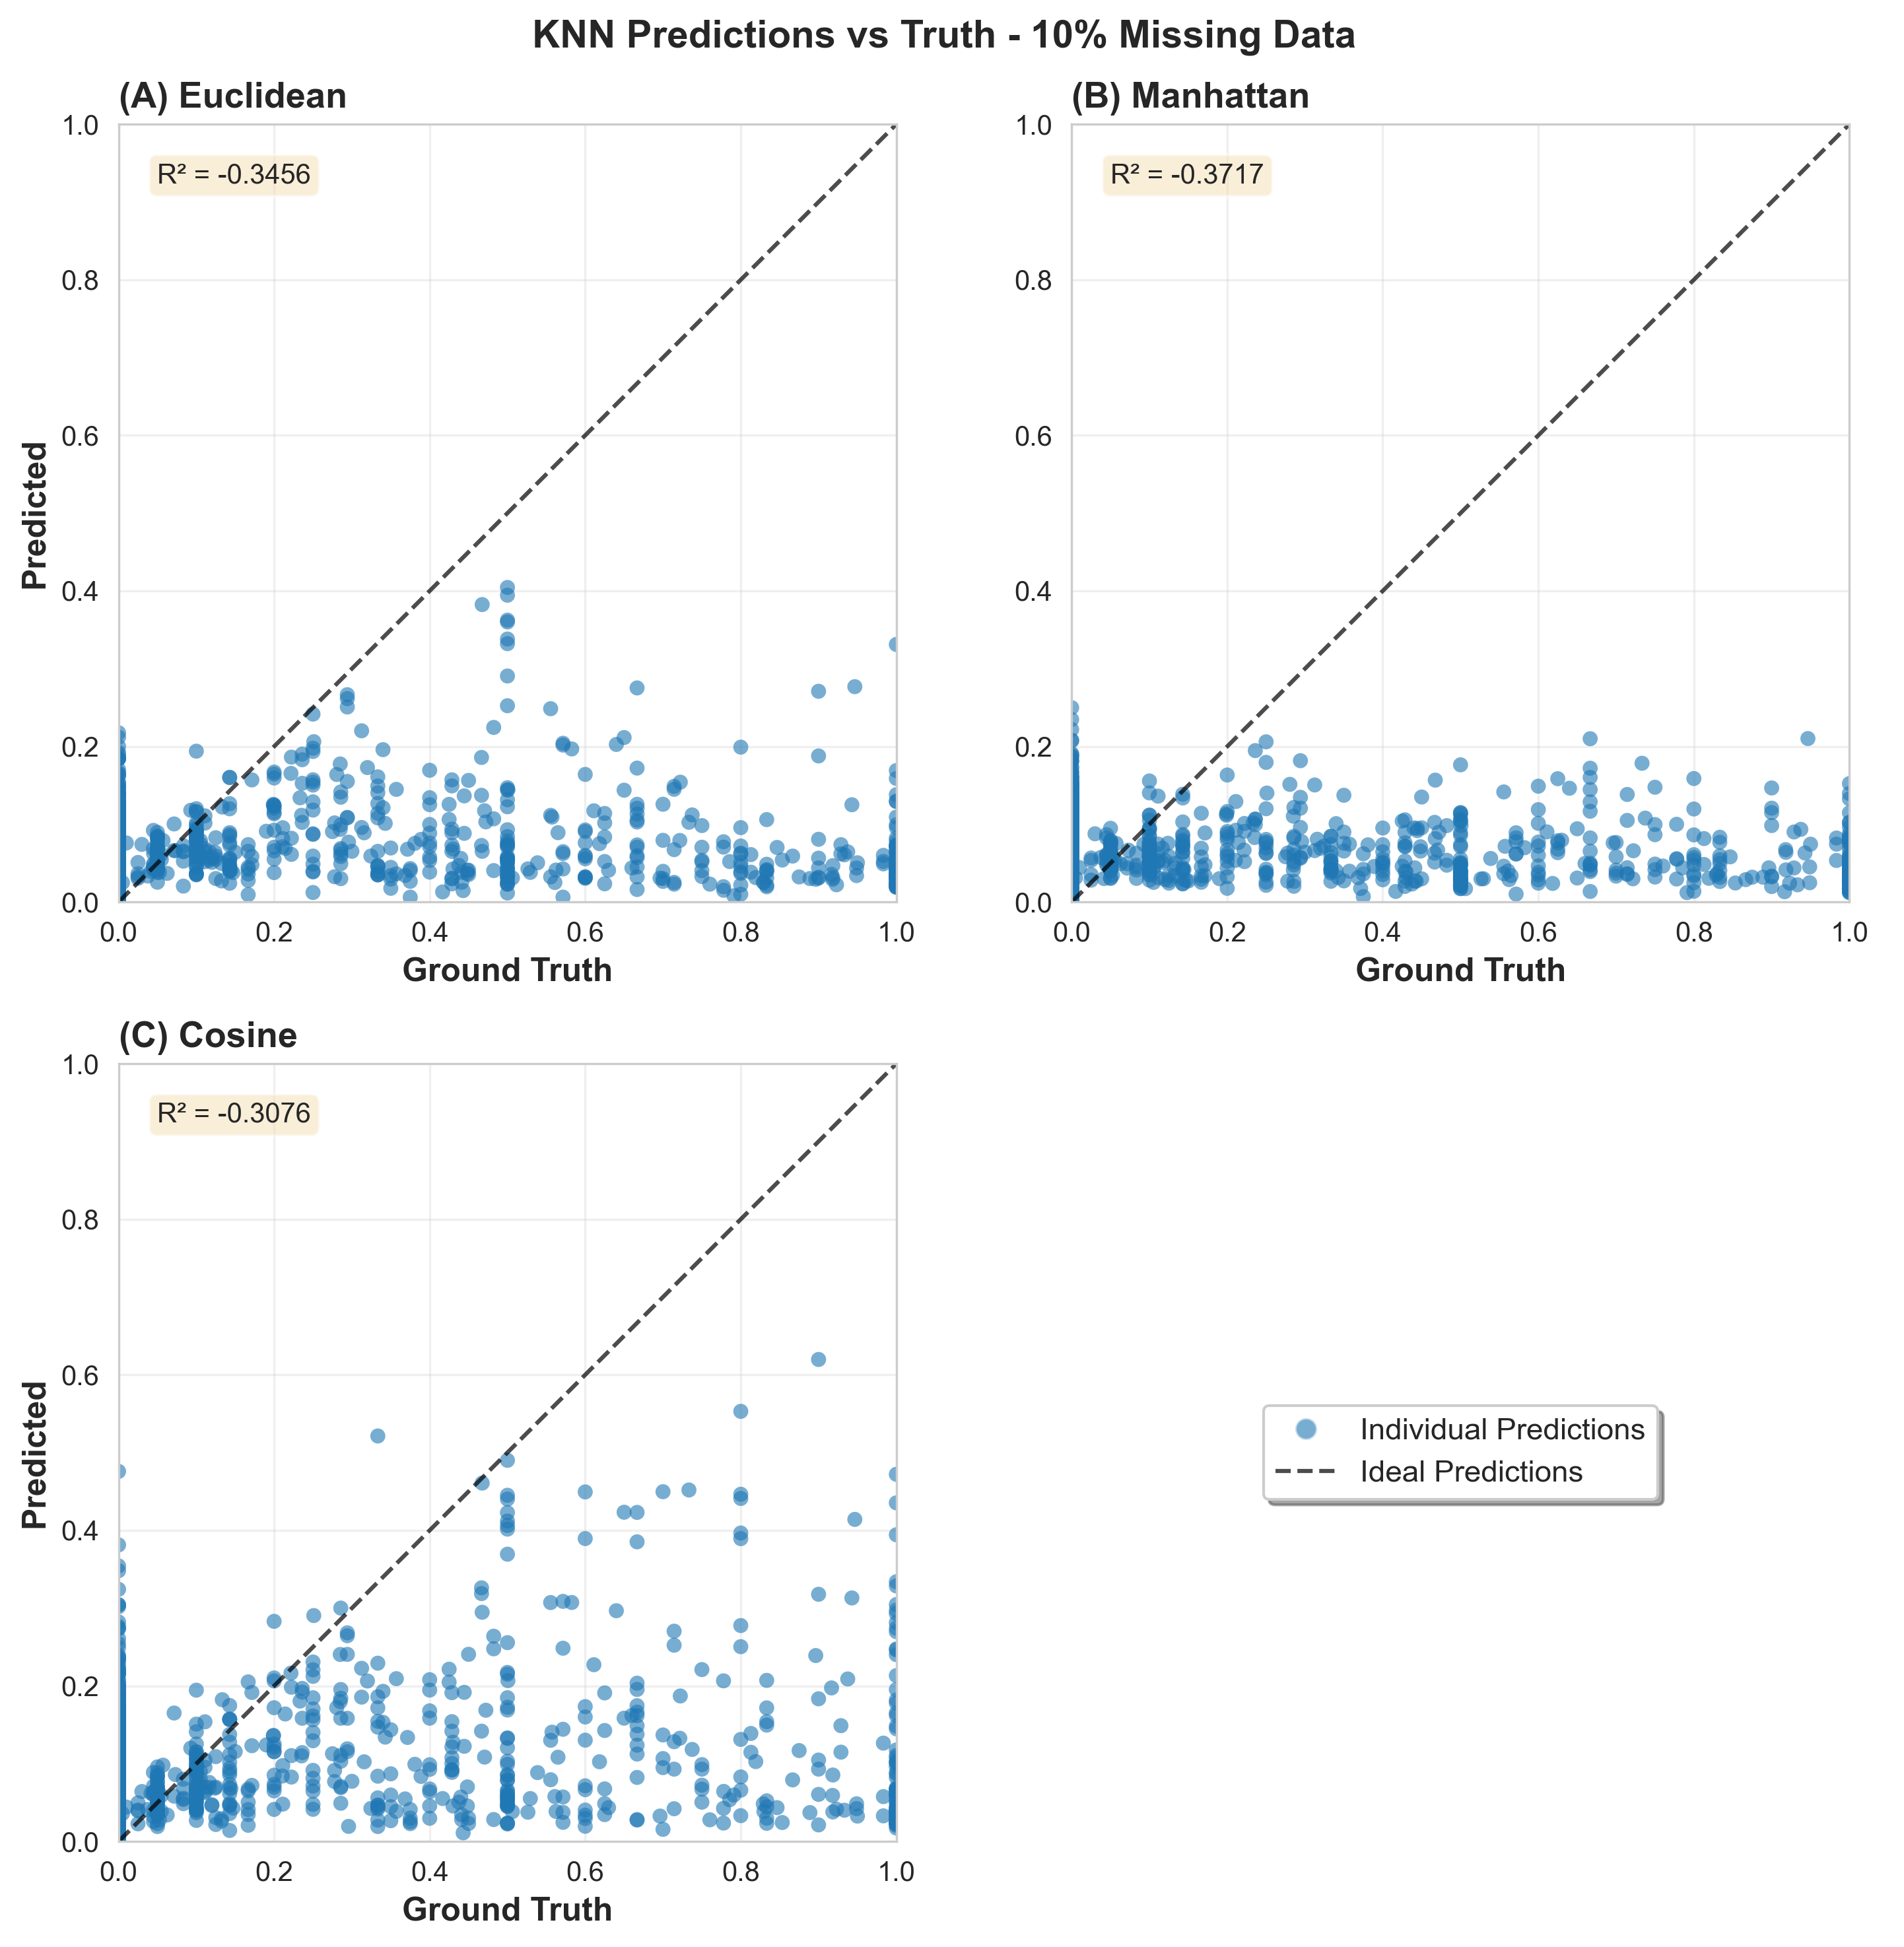 KNN Predictions vs Truth - 10% Missing Data
(A) Euclidean
1.0
R² = -0.3456
0.8
0.6
Predicted
0.4
0.2
0.0
0.0 0.2 0.4 0.6 0.8 1.0
Ground Truth
(B) Manhattan
1.0
R² = -0.3717
0.8
0.6
0.4
0.2
0.0
0.0 0.2 0.4 0.6 0.8 1.0
Ground Truth
(C) Cosine
1.0
R² = -0.3076
0.8
0.6
Predicted
0.4
0.2
0.0
0.0 0.2 0.4 0.6 0.8 1.0
Ground Truth
Individual Predictions
Ideal Predictions